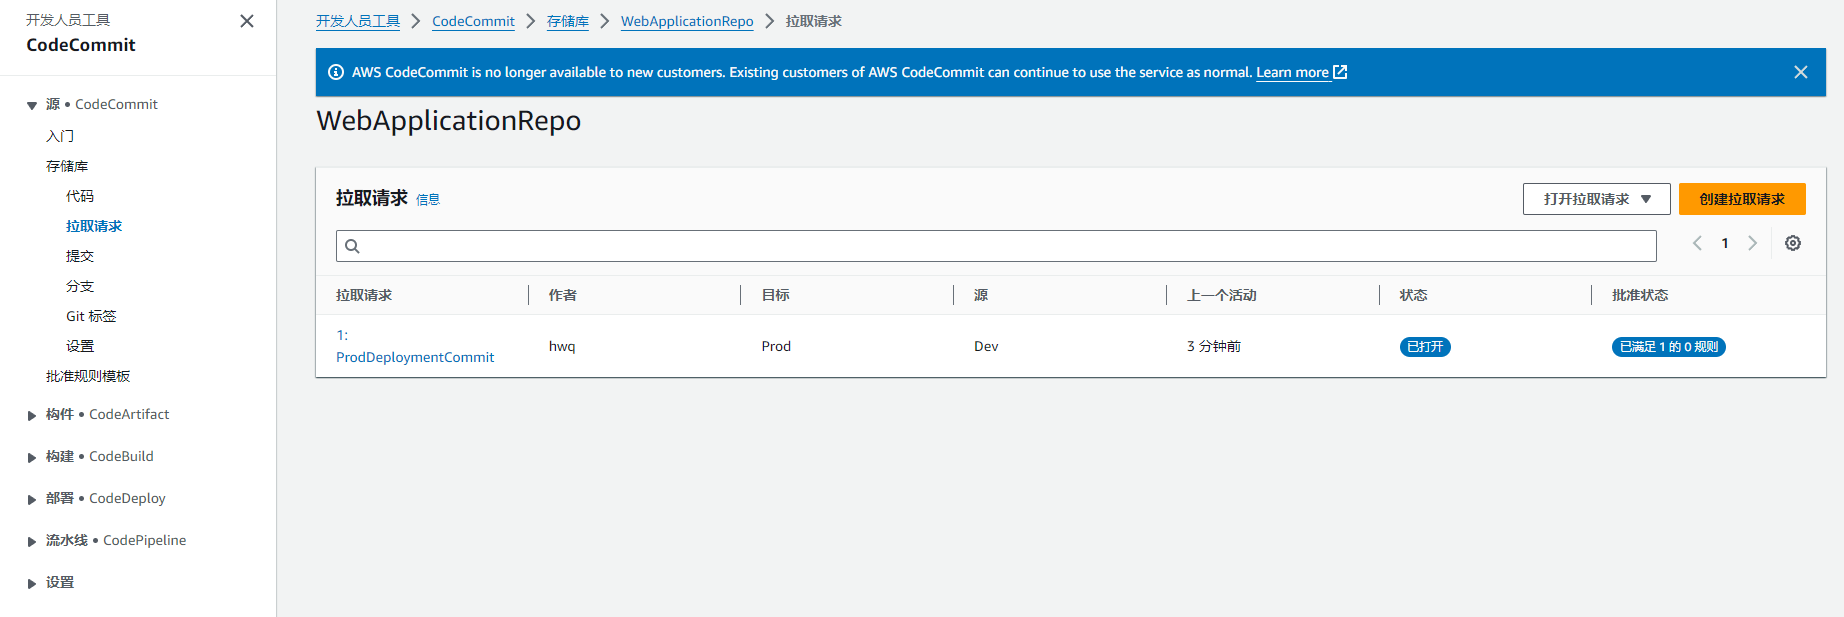 开发人员工具
CodeCommit
源 • CodeCommit
入门
存储库
代码
拉取请求
提交
分支
Git 标签
设置
批准规则模板
构件 • CodeArtifact
构建 • CodeBuild
部署 • CodeDeploy
流水线 • CodePipeline
设置
开发人员工具 CodeCommit 存储库 WebApplicationRepo 拉取请求
AWS CodeCommit is no longer available to new customers. Existing customers of AWS CodeCommit can continue to use the service as normal. Learn more
WebApplicationRepo
拉取请求 信息 打开拉取请求 创建拉取请求
1
拉取请求 作者 目标 源 上一个活动 状态 批准状态
1:
ProdDeploymentCommit hwq Prod Dev 3 分钟前 已打开 已满足 1 的 0 规则